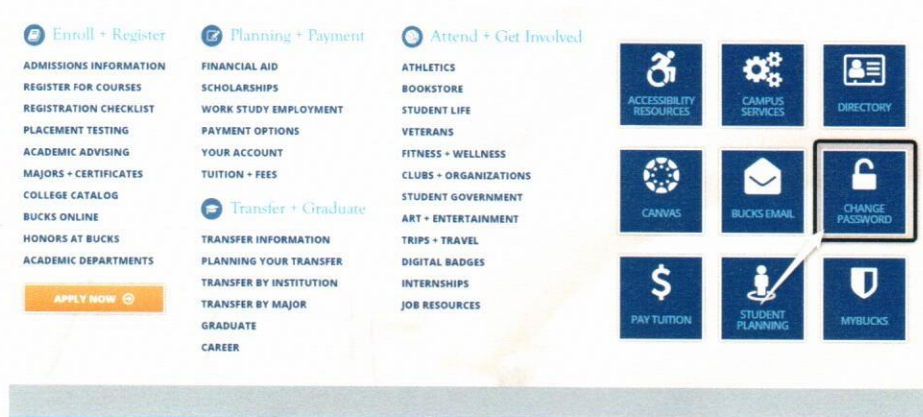 Enroll + Register
ADMISSIONS INFORMATION
REGISTER FOR COURSES
REGISTRATION CHECKLIST
PLACEMENT TESTING
ACADEMIC ADVISING
MAJORS + CERTIFICATES
COLLEGE CATALOG
BUCKS ONLINE
HONORS AT BUCKS
ACADEMIC DEPARTMENTS
APPLY NOW
Planning + Payment
FINANCIAL AID
SCHOLARSHIPS
WORK STUDY EMPLOYMENT
PAYMENT OPTIONS
YOUR ACCOUNT
TUITION + FEES
Transfer + Graduate
TRANSFER INFORMATION
PLANNING YOUR TRANSFER
TRANSFER BY INSTITUTION
TRANSFER BY MAJOR
GRADUATE
CAREER
Attend + Get Involved
ATHLETICS
BOOKSTORE
STUDENT LIFE
VETERANS
FITNESS + WELLNESS
CLUBS + ORGANIZATIONS
STUDENT GOVERNMENT
ART + ENTERTAINMENT
TRIPS + TRAVEL
DIGITAL BADGES
INTERNSHIPS
JOB RESOURCES
ACCESSIBILITY
RESOURCES
CAMPUS
SERVICES
DIRECTORY
CANVAS
BUCKS EMAIL
CHANGE
PASSWORD
$
PAY TUITION
STUDENT
PLANNING
MYBUCKS